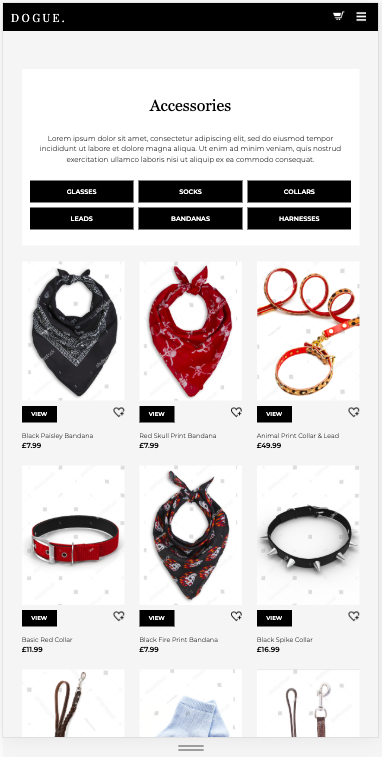 DOGUE.
Accessories
Lorem ipsum dolor sit amet, consectetur adipiscing elit, sed do eiusmod tempor
incididunt ut labore et dolore magna aliqua. Ut enim ad minim veniam, quis nostrud
exercitation ullamco laboris nisi ut aliquip ex ea commodo consequat.
GLASSES SOCKS COLLARS
LEADS BANDANAS HARNESSES
VIEW VIEW VIEW
Black Paisley Bandana Red Skull Print Bandana Animal Print Collar & Lead
£7.99 £7.99 £49.99
VIEW VIEW VIEW
Basic Red Collar Black Fire Print Bandana Black Spike Collar
£11.99 £7.99 £16.99